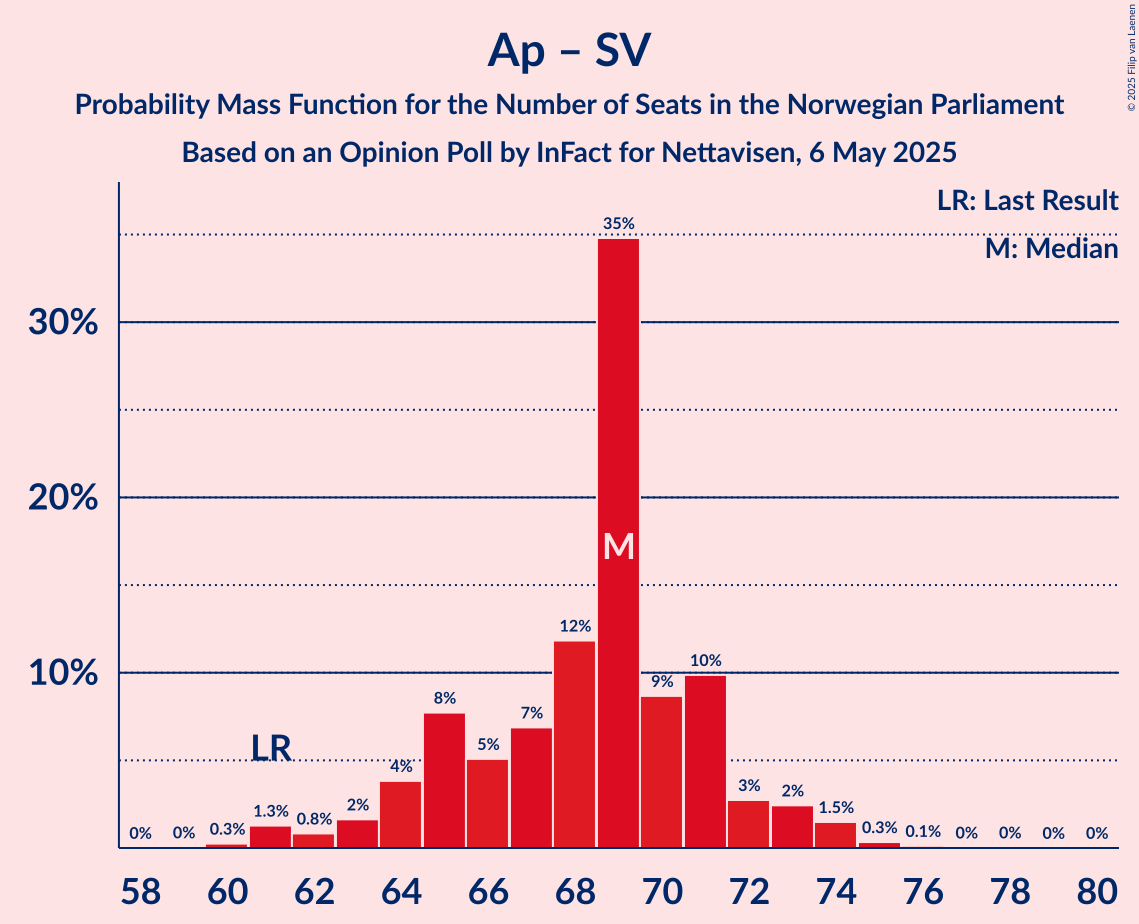 Ap – SV
Probability Mass Function for the Number of Seats in the Norwegian Parliament
Based on an Opinion Poll by InFact for Nettavisen, 6 May 2025
© 2025 Filip van Laenen
LR: Last Result
M: Median
30%
20%
10%
0%
0%
0.3%
1.3%
0.8%
2%
4%
8%
5%
7%
12%
35%
9%
10%
3%
2%
1.5%
0.3%
0.1%
0%
0%
0%
0%
LR
M
58 60 62 64 66 68 70 72 74 76 78 80